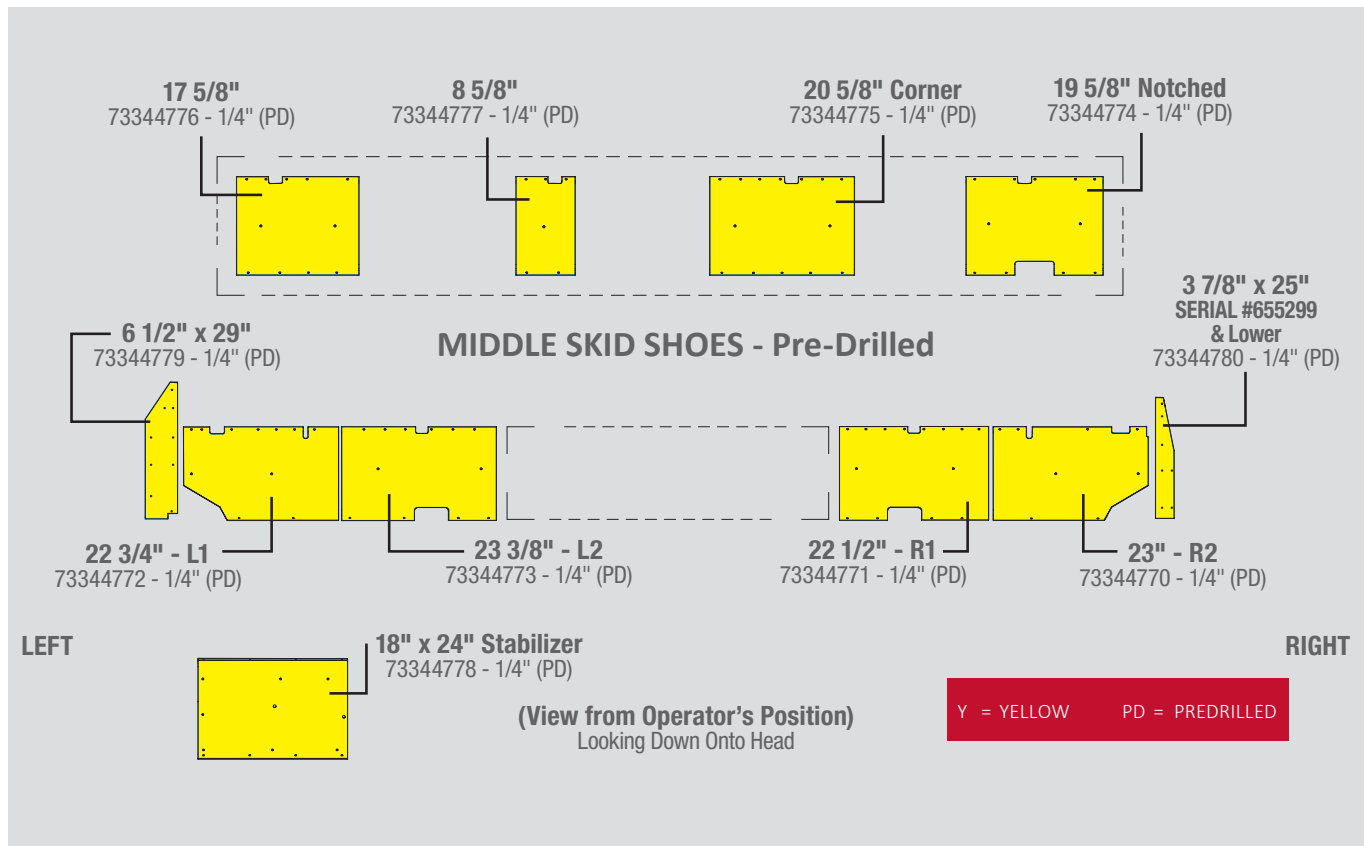 17 5/8"
73344776 - 1/4" (PD)
8 5/8"
73344777 - 1/4" (PD)
20 5/8" Corner
73344775 - 1/4" (PD)
19 5/8" Notched
73344774 - 1/4" (PD)
3 7/8" x 25"
SERIAL #655299
& Lower
73344780 - 1/4" (PD)
6 1/2" x 29"
73344779 - 1/4" (PD)
MIDDLE SKID SHOES - Pre-Drilled
22 3/4" - L1
73344772 - 1/4" (PD)
23 3/8" - L2
73344773 - 1/4" (PD)
22 1/2" - R1
73344771 - 1/4" (PD)
23" - R2
73344770 - 1/4" (PD)
LEFT
RIGHT
18" x 24" Stabilizer
73344778 - 1/4" (PD)
(View from Operator's Position)
Looking Down Onto Head
Y = YELLOW PD = PREDRILLED